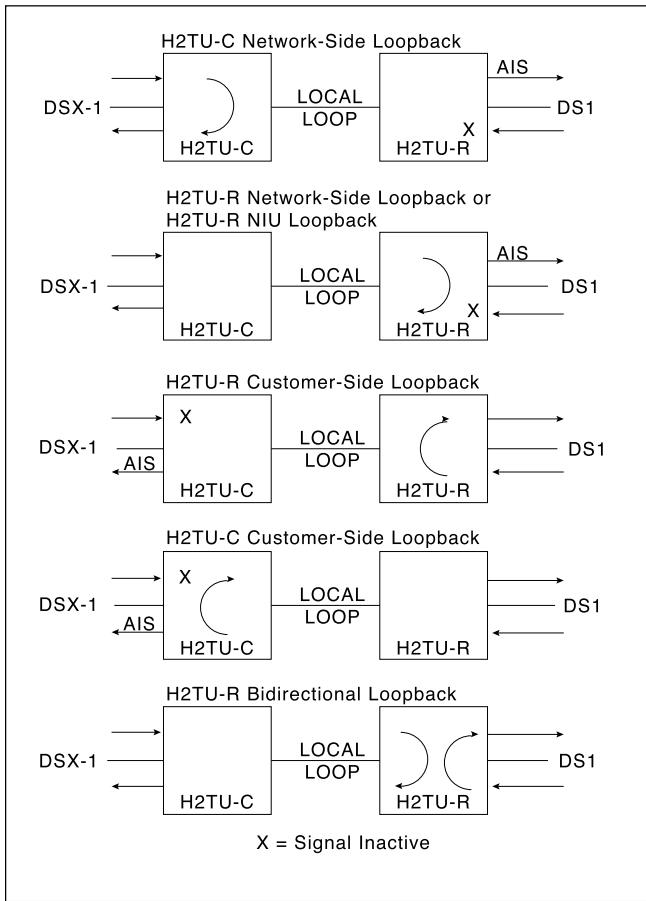 H2TU-C Network-Side Loopback
AIS
DSX-1
LOCAL
LOOP
DS1
X
H2TU-C
H2TU-R
H2TU-R Network-Side Loopback or
H2TU-R NIU Loopback
AIS
DSX-1
LOCAL
LOOP
DS1
X
H2TU-C
H2TU-R
H2TU-R Customer-Side Loopback
X
DSX-1
LOCAL
LOOP
DS1
AIS
H2TU-C
H2TU-R
H2TU-C Customer-Side Loopback
X
DSX-1
LOCAL
LOOP
DS1
AIS
H2TU-C
H2TU-R
H2TU-R Bidirectional Loopback
DSX-1
LOCAL
LOOP
DS1
H2TU-C
H2TU-R
X = Signal Inactive